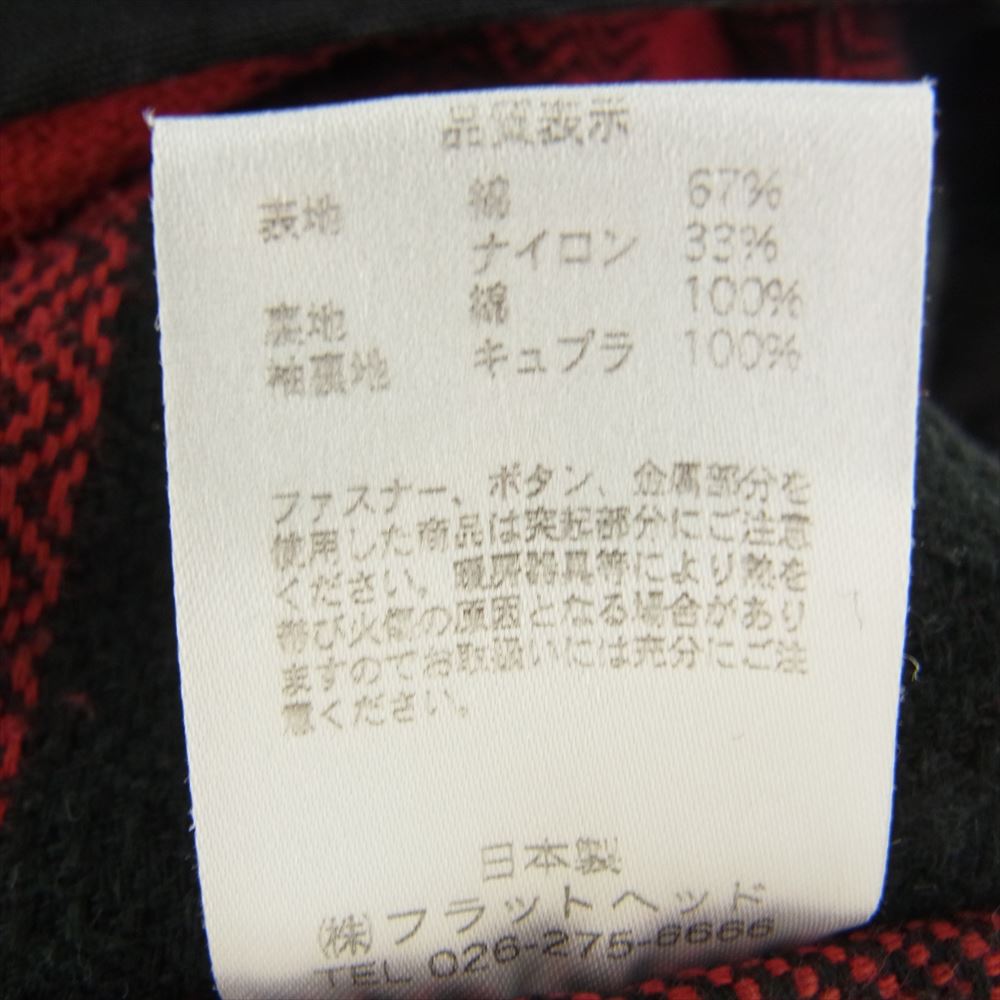 品質表示
表地 綿 67%
ナイロン 33%
裏地 綿 100%
袖裏地 キュプラ 100%
ファスナー、ボタン、金属部分を
使用した商品は突起部分にご注意
ください。暖房器具等により熱を
帯び火傷の原因となる場合があり
ますのでお取扱いには充分にご注
意ください。
日本製
(株)フラットヘッド
TEL 026-275-6666